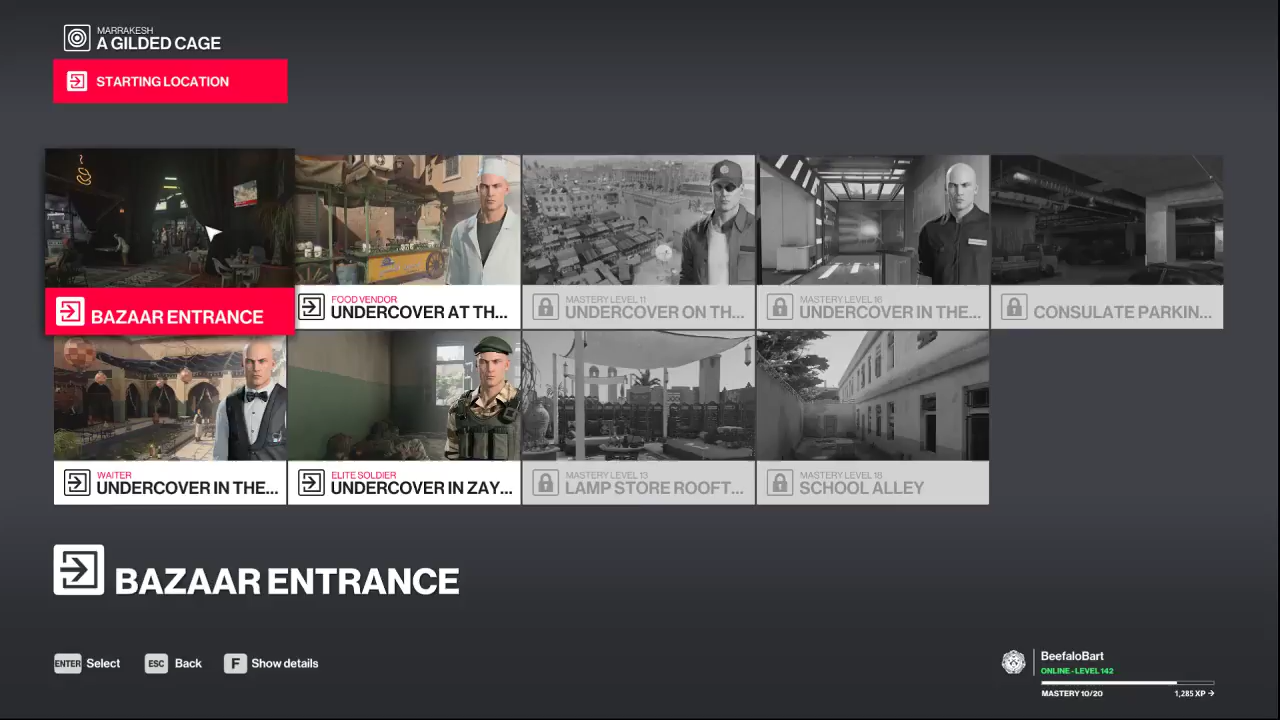 MARRAKESH
A GILDED CAGE
STARTING LOCATION
BAZAAR ENTRANCE
FOOD VENDOR
UNDERCOVER AT TH...
MASTERY LEVEL 11
UNDERCOVER ON TH...
MASTERY LEVEL 16
UNDERCOVER IN THE...
CONSULATE PARKIN...
WAITER
UNDERCOVER IN THE...
ELITE SOLDIER
UNDERCOVER IN ZAY...
MASTERY LEVEL 13
LAMP STORE ROOFT...
MASTERY LEVEL 18
SCHOOL ALLEY
BAZAAR ENTRANCE
ENTER Select
ESC Back
F Show details
BeefaloBart
ONLINE - LEVEL 142
MASTERY 10/20
1,285 XP